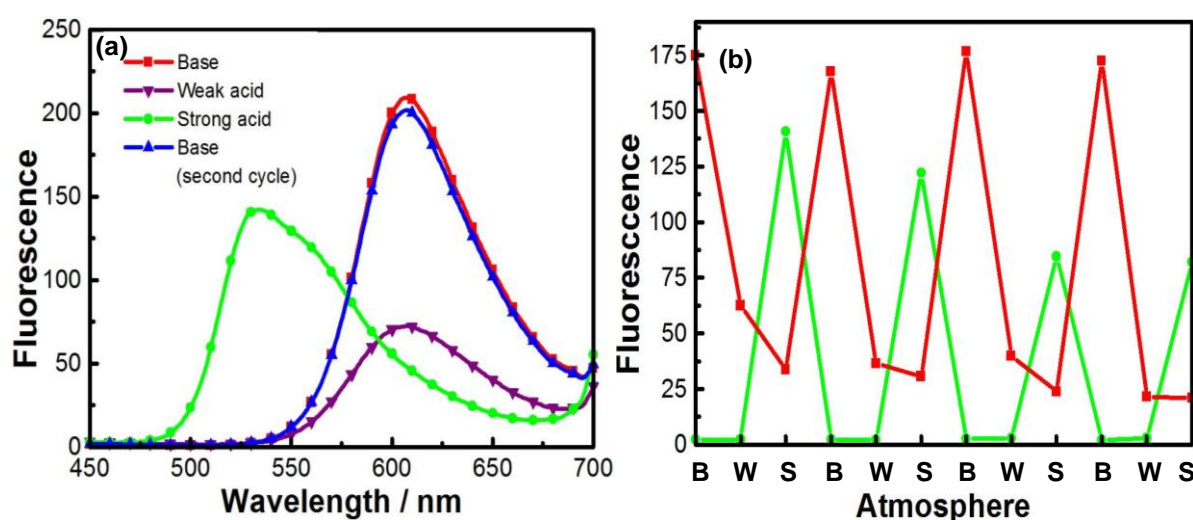 (a)
Base
Weak acid
Strong acid
Base
(second cycle)
Fluorescence
250
200
150
100
50
0
450 500 550 600 650 700
Wavelength / nm
(b)
Fluoresccence
175
150
125
100
75
50
25
0
B W S B W S B W S B W S
Atmosphere